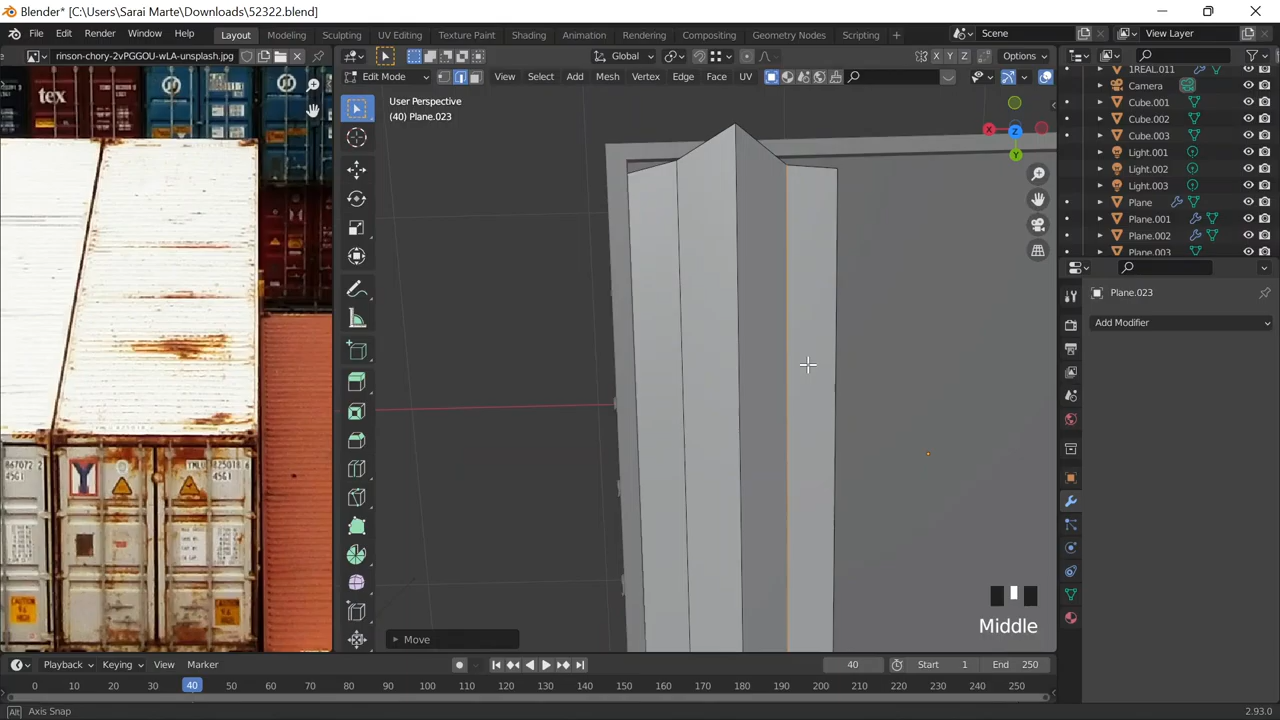 Blender* [C:\Users\Sarai Marte\Downloads\52322.blend]
File Edit Render Window Help Layout Modeling Sculpting UV Editing Texture Paint Shading Animation Rendering Compositing Geometry Nodes Scripting + Scene View Layer
rinson-chory-2vPGGOU-wLA-unsplash.jpg Global X Y Z Options
Edit Mode View Select Add Mesh Vertex Edge Face UV
User Perspective
(40) Plane.023
tex
X Z
Y
1REAL.011
Camera
Cube.001
Cube.002
Cube.003
Light.001
Light.002
Light.003
Plane
Plane.001
Plane.002
Plane.003
Plane.023
Add Modifier
Y
45G1
45G1
Move
Middle
Playback Keying View Marker 40 Start 1 End 250
0 10 20 30 40 50 60 70 80 90 100 110 120 130 140 150 160 170 180 190 200 210 220 230 240 250
Alt Axis Snap 2.93.0